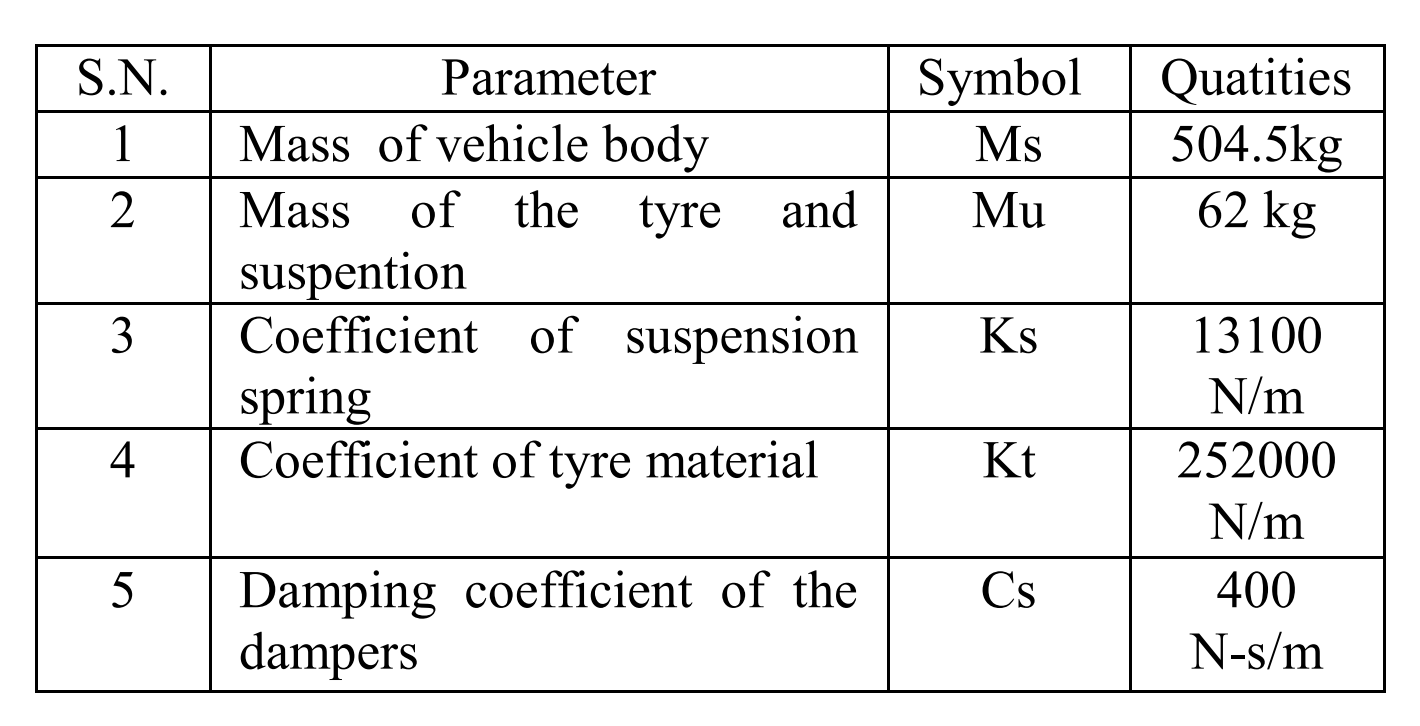 S.N. Parameter Symbol Quatities
1 Mass of vehicle body Ms 504.5kg
2 Mass of the tyre and Mu 62 kg
suspention
3 Coefficient of suspension Ks 13100
spring N/m
4 Coefficient of tyre material Kt 252000
N/m
5 Damping coefficient of the Cs 400
dampers N-s/m